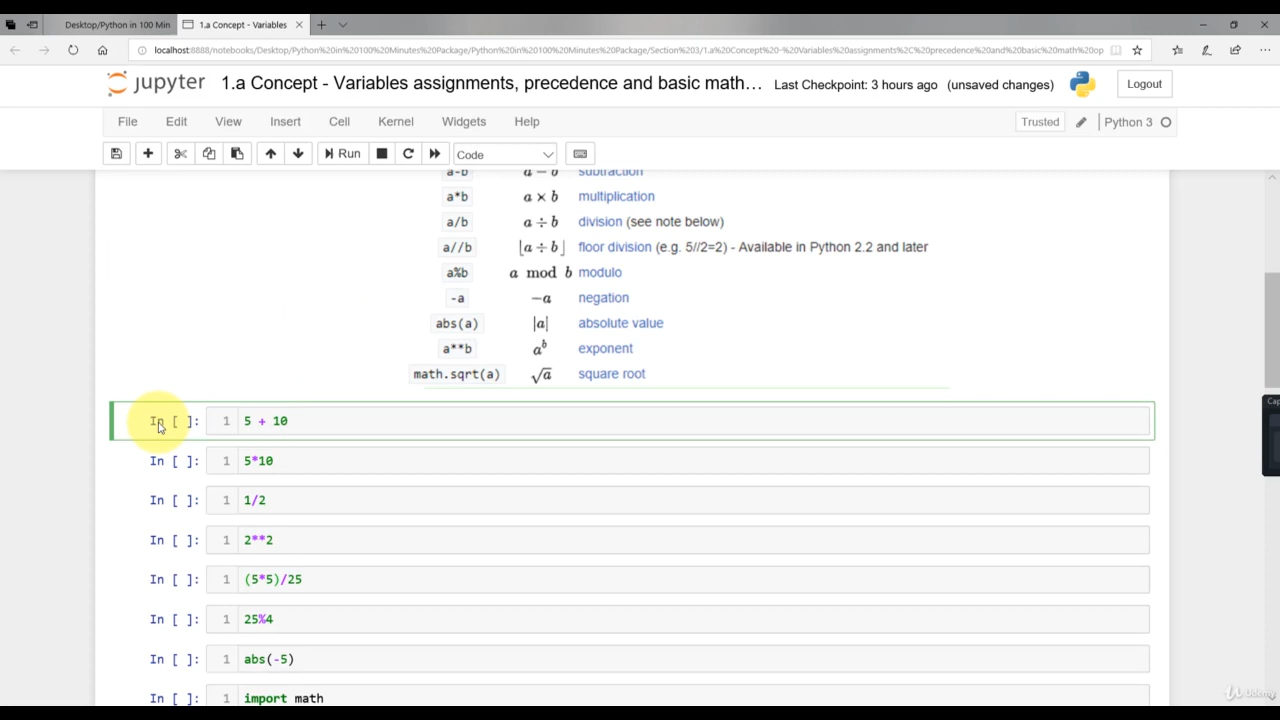 Desktop/Python in 100 Min
1.a Concept - Variables
localhost:8888/notebooks/Desktop/Python%20in%20100%20Minutes%20Package/Python%20in%20100%20Minutes%20Package/Section%203/1.a%20Concept%20-%20Variables%20assignments%2C%20precedence%20and%20basic%20math%20op
jupyter 1.a Concept - Variables assignments, precedence and basic math… Last Checkpoint: 3 hours ago (unsaved changes) Logout
File Edit View Insert Cell Kernel Widgets Help Trusted Python 3
Run Code
a-b a − b subtraction
a*b a × b multiplication
a/b a ÷ b division (see note below)
a//b ⌊a ÷ b⌋ floor division (e.g. 5//2=2) - Available in Python 2.2 and later
a%b a mod b modulo
-a −a negation
abs(a) |a| absolute value
a**b a^b exponent
math.sqrt(a) √a square root
In [ ]: 1 5 + 10
In [ ]: 1 5*10
In [ ]: 1 1/2
In [ ]: 1 2**2
In [ ]: 1 (5*5)/25
In [ ]: 1 25%4
In [ ]: 1 abs(-5)
In [ ]: 1 import math
Cap
Udemy